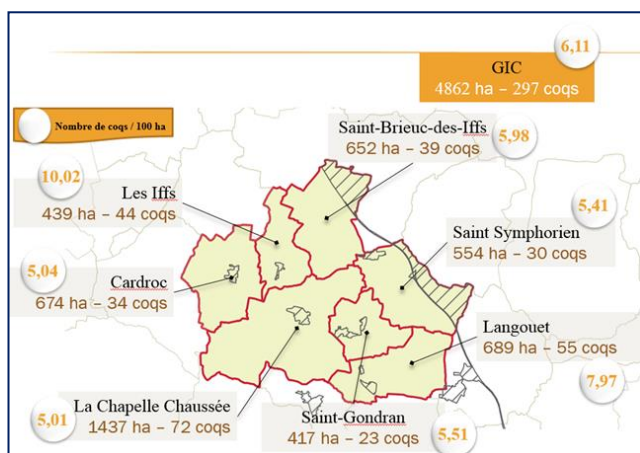 6,11
GIC
4862 ha – 297 coqs
Nombre de coqs / 100 ha
Saint-Brieuc-des-Iffs
652 ha – 39 coqs
5,98
10,02
Les Iffs
439 ha – 44 coqs
5,41
Saint Symphorien
554 ha – 30 coqs
5,04
Cardroc
674 ha – 34 coqs
Langouet
689 ha – 55 coqs
7,97
La Chapelle Chaussée
1437 ha – 72 coqs
5,01
Saint-Gondran
417 ha – 23 coqs
5,51